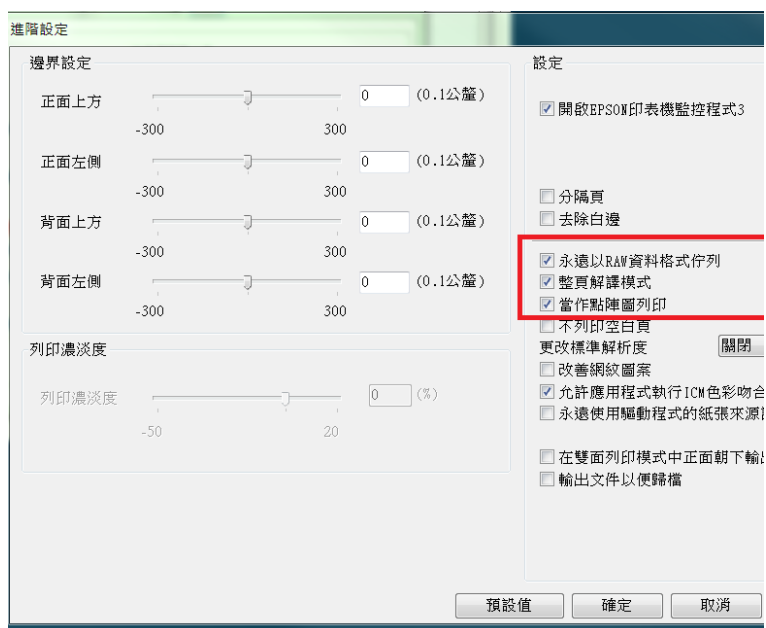 進階設定
邊界設定
正面上方 0 (0.1公釐)
-300 300
正面左側 0 (0.1公釐)
-300 300
背面上方 0 (0.1公釐)
-300 300
背面左側 0 (0.1公釐)
-300 300
列印濃淡度
列印濃淡度 0 (%)
-50 20
設定
開啟EPSON印表機監控程式3
分隔頁
去除白邊
永遠以RAW資料格式佇列
整頁解譯模式
當作點陣圖列印
不列印空白頁
更改標準解析度 關閉
改善網紋圖案
允許應用程式執行ICM色彩吻合
永遠使用驅動程式的紙張來源
在雙面列印模式中正面朝下輸
輸出文件以便歸檔
預設值 確定 取消